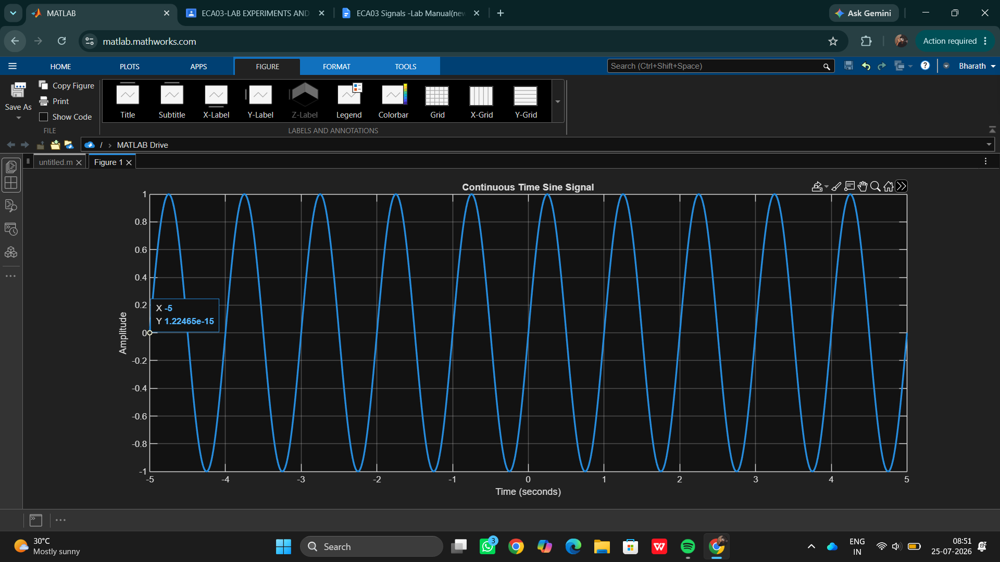 MATLAB
ECA03-LAB EXPERIMENTS AND
ECA03 Signals -Lab Manual(nev
Ask Gemini
matlab.mathworks.com
Action required
HOME
PLOTS
APPS
FIGURE
FORMAT
TOOLS
Search (Ctrl+Shift+Space)
Bharath
Save As
Copy Figure
Print
Show Code
FILE
Title
Subtitle
X-Label
Y-Label
Z-Label
Legend
Colorbar
Grid
X-Grid
Y-Grid
LABELS AND ANNOTATIONS
/ › MATLAB Drive
untitled.m
Figure 1
Continuous Time Sine Signal
1
0.8
0.6
0.4
0.2
0
-0.2
-0.4
-0.6
-0.8
-1
Amplitude
X -5
Y 1.22465e-15
-5 -4 -3 -2 -1 0 1 2 3 4 5
Time (seconds)
30°C
Mostly sunny
Search
3
ENG
IN
08:51
25-07-2026